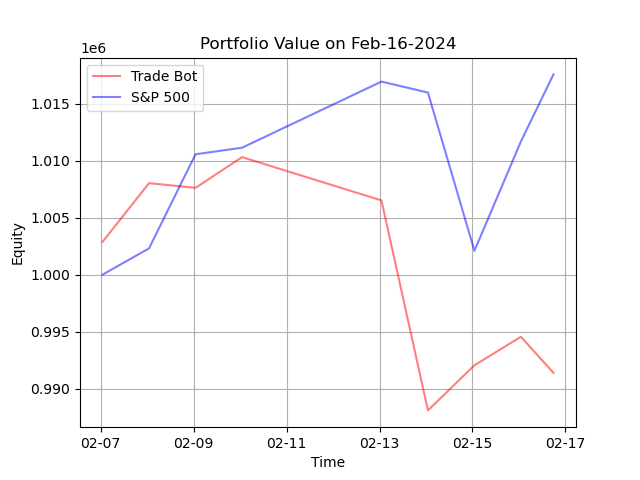 Portfolio Value on Feb-16-2024
1e6
Trade Bot
S&P 500
1.015
1.010
1.005
1.000
0.995
0.990
Equity
02-07 02-09 02-11 02-13 02-15 02-17
Time